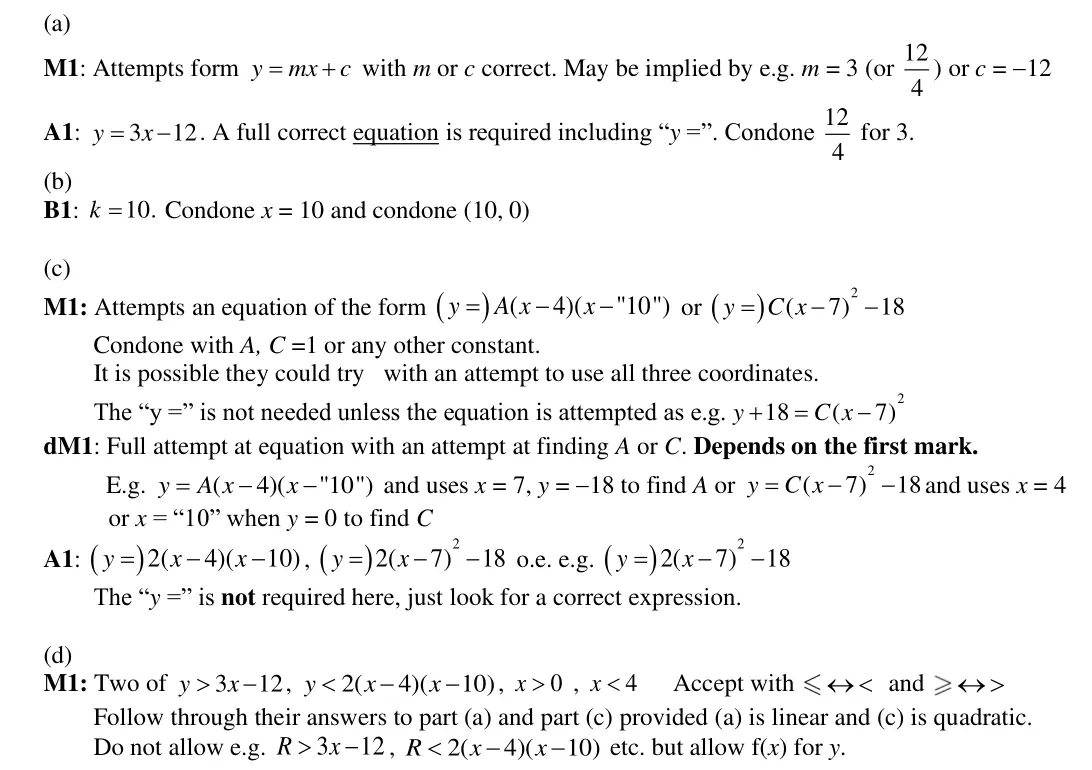 (a)
M1: Attempts form y = mx + c with m or c correct. May be implied by e.g. m = 3 (or 12/4) or c = –12
A1: y = 3x – 12. A full correct equation is required including “y =”. Condone 12/4 for 3.
(b)
B1: k = 10. Condone x = 10 and condone (10, 0)
(c)
M1: Attempts an equation of the form (y =) A(x – 4)(x – "10") or (y =) C(x – 7)² – 18
Condone with A, C =1 or any other constant.
It is possible they could try with an attempt to use all three coordinates.
The “y =” is not needed unless the equation is attempted as e.g. y + 18 = C(x – 7)²
dM1: Full attempt at equation with an attempt at finding A or C. Depends on the first mark.
E.g. y = A(x – 4)(x – "10") and uses x = 7, y = –18 to find A or y = C(x – 7)² – 18 and uses x = 4
or x = “10” when y = 0 to find C
A1: (y =) 2(x – 4)(x – 10), (y =) 2(x – 7)² – 18 o.e. e.g. (y =) 2(x – 7)² – 18
The “y =” is not required here, just look for a correct expression.
(d)
M1: Two of y > 3x – 12, y < 2(x – 4)(x – 10), x > 0 , x < 4 Accept with ⩽ ↔ < and ⩾ ↔ >
Follow through their answers to part (a) and part (c) provided (a) is linear and (c) is quadratic.
Do not allow e.g. R > 3x – 12, R < 2(x – 4)(x – 10) etc. but allow f(x) for y.